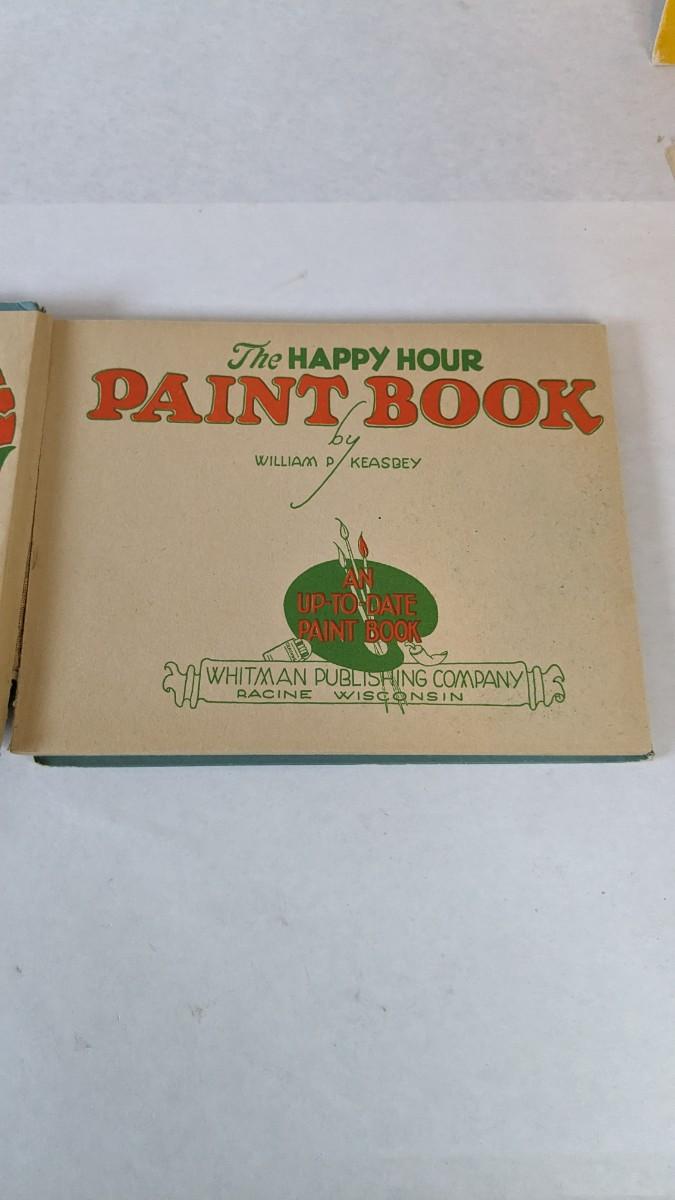 The HAPPY HOUR
PAINT BOOK
by
WILLIAM P KEASBEY
AN
UP-TO-DATE
PAINT BOOK
WHITMAN PUBLISHING COMPANY
RACINE WISCONSIN